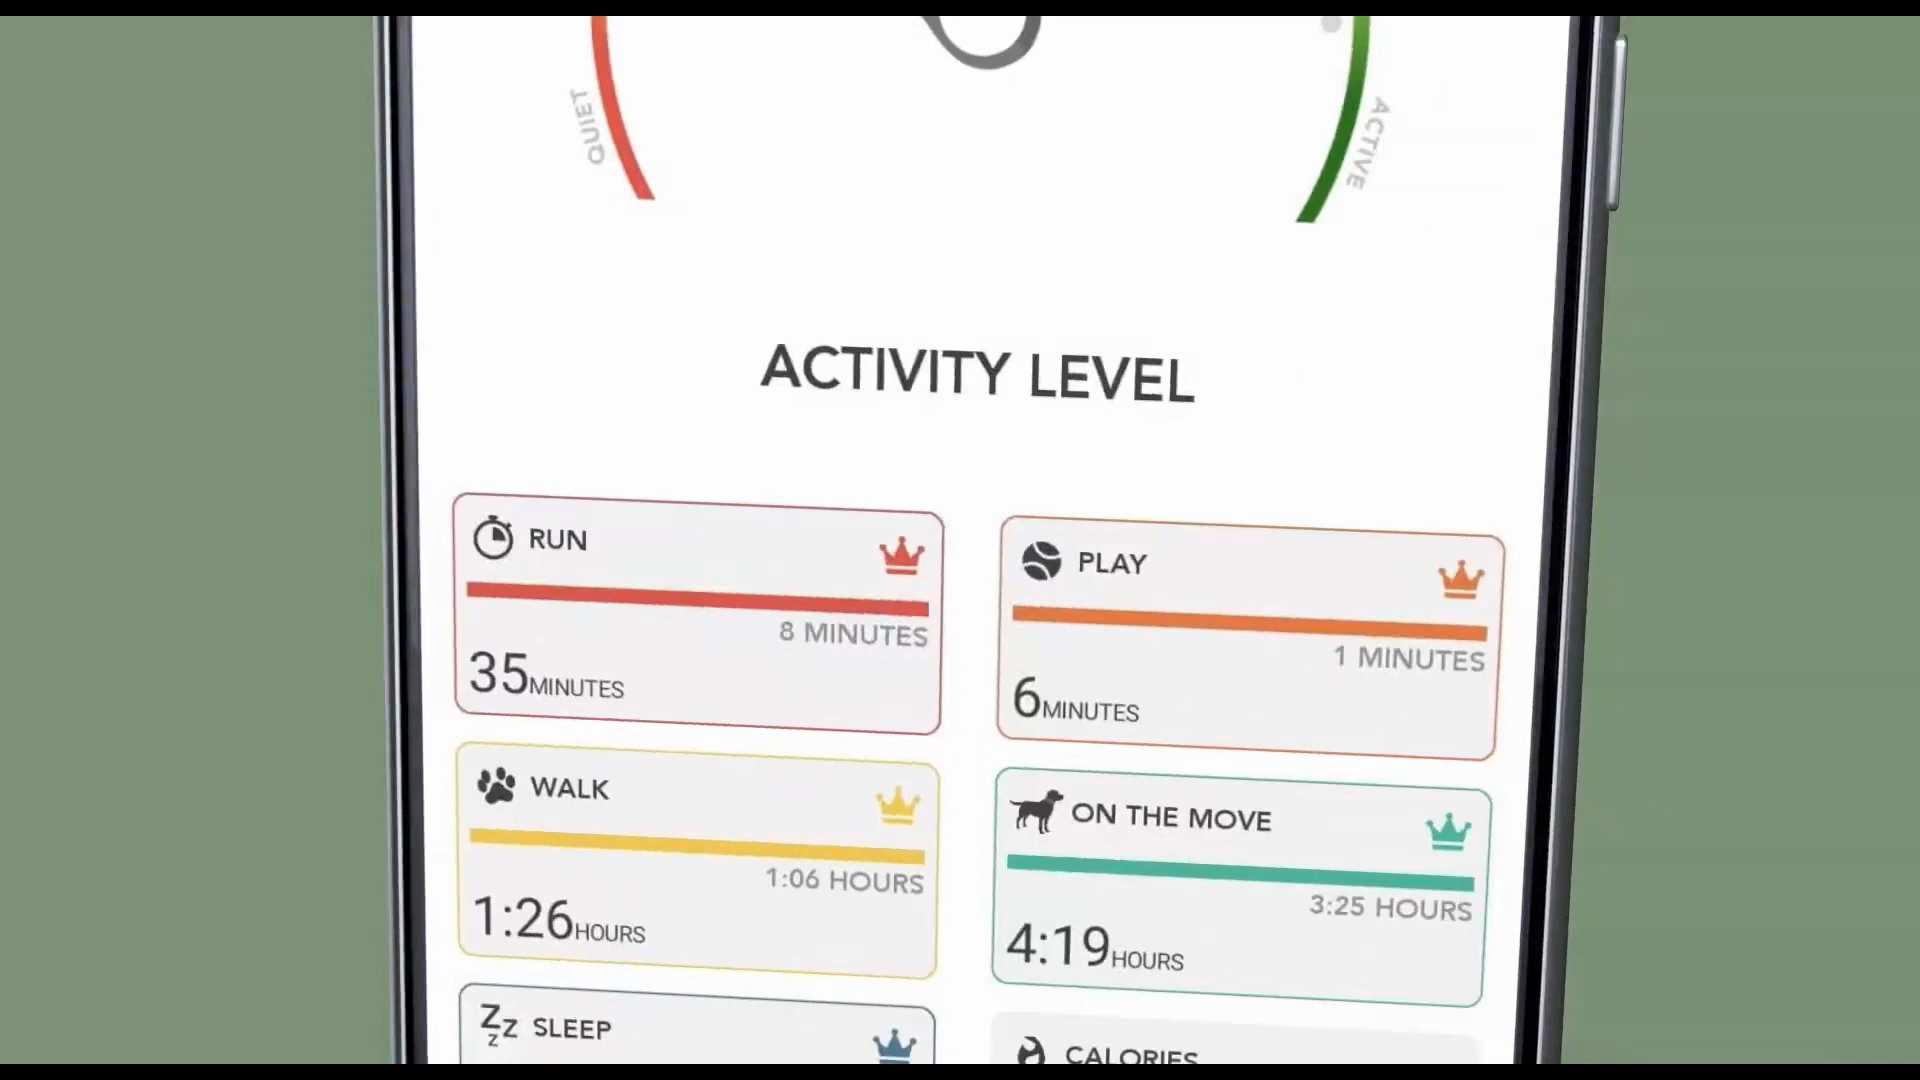 QUIET
ACTIVE
ACTIVITY LEVEL
RUN
8 MINUTES
35MINUTES
PLAY
1 MINUTES
6MINUTES
WALK
1:06 HOURS
1:26HOURS
ON THE MOVE
3:25 HOURS
4:19HOURS
Zzz SLEEP
CALORIES